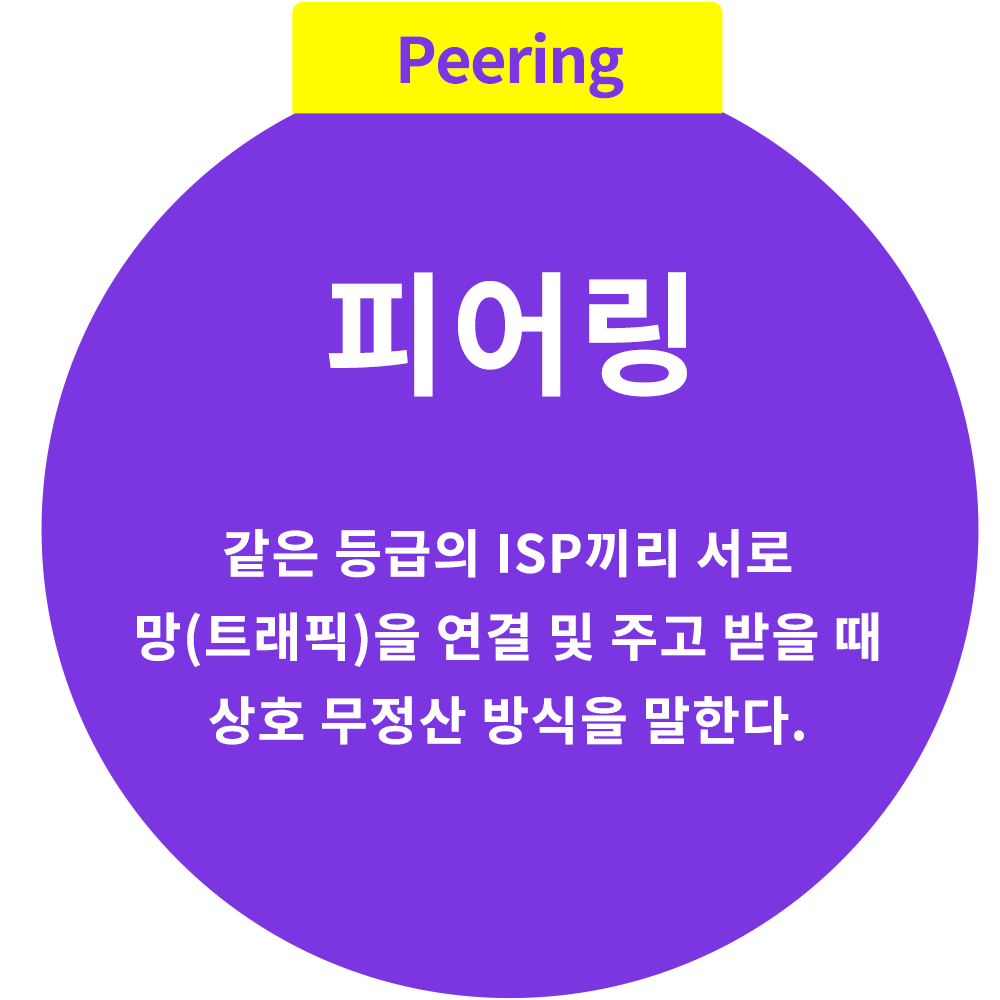 Peering
피어링
같은 등급의 ISP끼리 서로
망(트래픽)을 연결 및 주고 받을 때
상호 무정산 방식을 말한다.